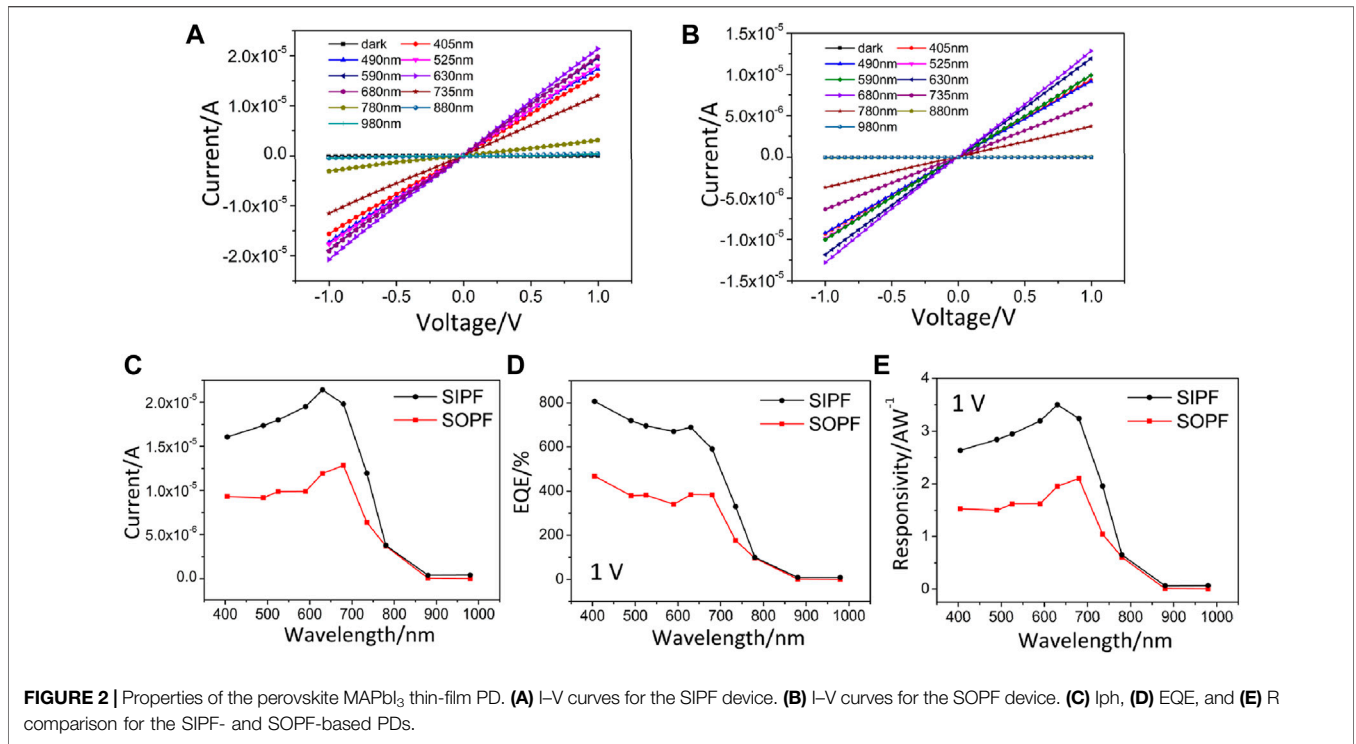 A
2.0x10-5
1.0x10-5
0.0
-1.0x10-5
-2.0x10-5
Current/A
dark 405nm
490nm 525nm
590nm 630nm
680nm 735nm
780nm 880nm
980nm
-1.0 -0.5 0.0 0.5 1.0
Voltage/V
B
1.5x10-5
1.0x10-5
5.0x10-6
0.0
-5.0x10-6
-1.0x10-5
-1.5x10-5
Current/A
dark 405nm
490nm 525nm
590nm 630nm
680nm 735nm
780nm 880nm
980nm
-1.0 -0.5 0.0 0.5 1.0
Voltage/V
C
2.0x10-5
1.5x10-5
1.0x10-5
5.0x10-6
0.0
Current/A
SIPF
SOPF
400 500 600 700 800 900 1000
Wavelength/nm
D
800
600
400
200
0
EQE/%
SIPF
SOPF
1 V
400 500 600 700 800 900 1000
Wavelength/nm
E
4
3
2
1
0
Responsivity/AW-1
1 V
SIPF
SOPF
400 500 600 700 800 900 1000
Wavelength/nm
FIGURE 2 | Properties of the perovskite MAPbI3 thin-film PD. (A) I–V curves for the SIPF device. (B) I–V curves for the SOPF device. (C) Iph, (D) EQE, and (E) R
comparison for the SIPF- and SOPF-based PDs.